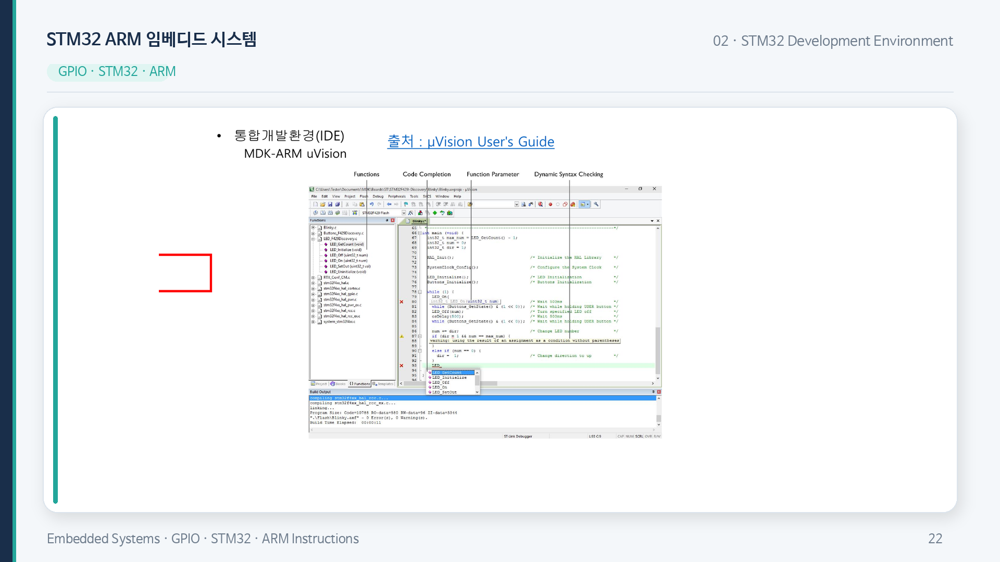 STM32 ARM 임베디드 시스템
02 · STM32 Development Environment
GPIO · STM32 · ARM
• 통합개발환경(IDE)
MDK-ARM uVision
출처 : µVision User's Guide
Functions
Code Completion
Function Parameter
Dynamic Syntax Checking
C:\Users\Tester\Documents\MDK\Boards\ST\STM32F429I-Discovery\Blinky\Blinky.uvprojx - µVision
File Edit View Project Flash Debug Peripherals Tools SVCS Window Help
STM32F429 Flash
Functions
Blinky.c
Buttons_F429Discovery.c
LED_F429Discovery.c
LED_GetCount (void)
LED_Initialize (void)
LED_Off (uint32_t num)
LED_On (uint32_t num)
LED_SetOut (uint32_t val)
LED_Uninitialize (void)
RTX_Conf_CM.c
stm32f4xx_hal.c
stm32f4xx_hal_cortex.c
stm32f4xx_hal_gpio.c
stm32f4xx_hal_pwr.c
stm32f4xx_hal_pwr_ex.c
stm32f4xx_hal_rcc.c
stm32f4xx_hal_rcc_ex.c
system_stm32f4xx.c
Project Books {} Functions Templates
Blinky.c*
65 *----------------------------------------------------------------*/
66 int main (void) {
67 int32_t max_num = LED_GetCount() - 1;
68 int32_t num = 0;
69 int32_t dir = 1;
70
71 HAL_Init(); /* Initialize the HAL Library */
72
73 SystemClock_Config(); /* Configure the System Clock */
74
75 LED_Initialize(); /* LED Initialization */
76 Buttons_Initialize(); /* Buttons Initialization */
77
78 while (1) {
79 LED_On(
80 int32_t LED_On(uint32_t num) /* Wait 500ms */
81 while (Buttons_GetState() & (1 << 0)); /* Wait while holding USER button */
82 LED_Off(num); /* Turn specified LED off */
83 osDelay(500); /* Wait 500ms */
84 while (Buttons_GetState() & (1 << 0)); /* Wait while holding USER button */
85
86 num += dir; /* Change LED number */
87 if (dir = 1 && num == max_num) {
88 warning: using the result of an assignment as a condition without parentheses
89 }
90 else if (num == 0) {
91 dir = 1; /* Change direction to up */
92 }
93 LED_
94
95 }
96
LED_GetCount
LED_Initialize
LED_Off
LED_On
LED_SetOut
Build Output
compiling stm32f4xx_hal_rcc.c...
compiling stm32f4xx_hal_rcc_ex.c...
linking...
Program Size: Code=10788 RO-data=580 RW-data=96 ZI-data=3344
".\Flash\Blinky.axf" - 0 Error(s), 0 Warning(s).
Build Time Elapsed: 00:00:11
ST-Link Debugger L:93 C:9 CAP NUM SCRL OVR R/W
Embedded Systems · GPIO · STM32 · ARM Instructions
22